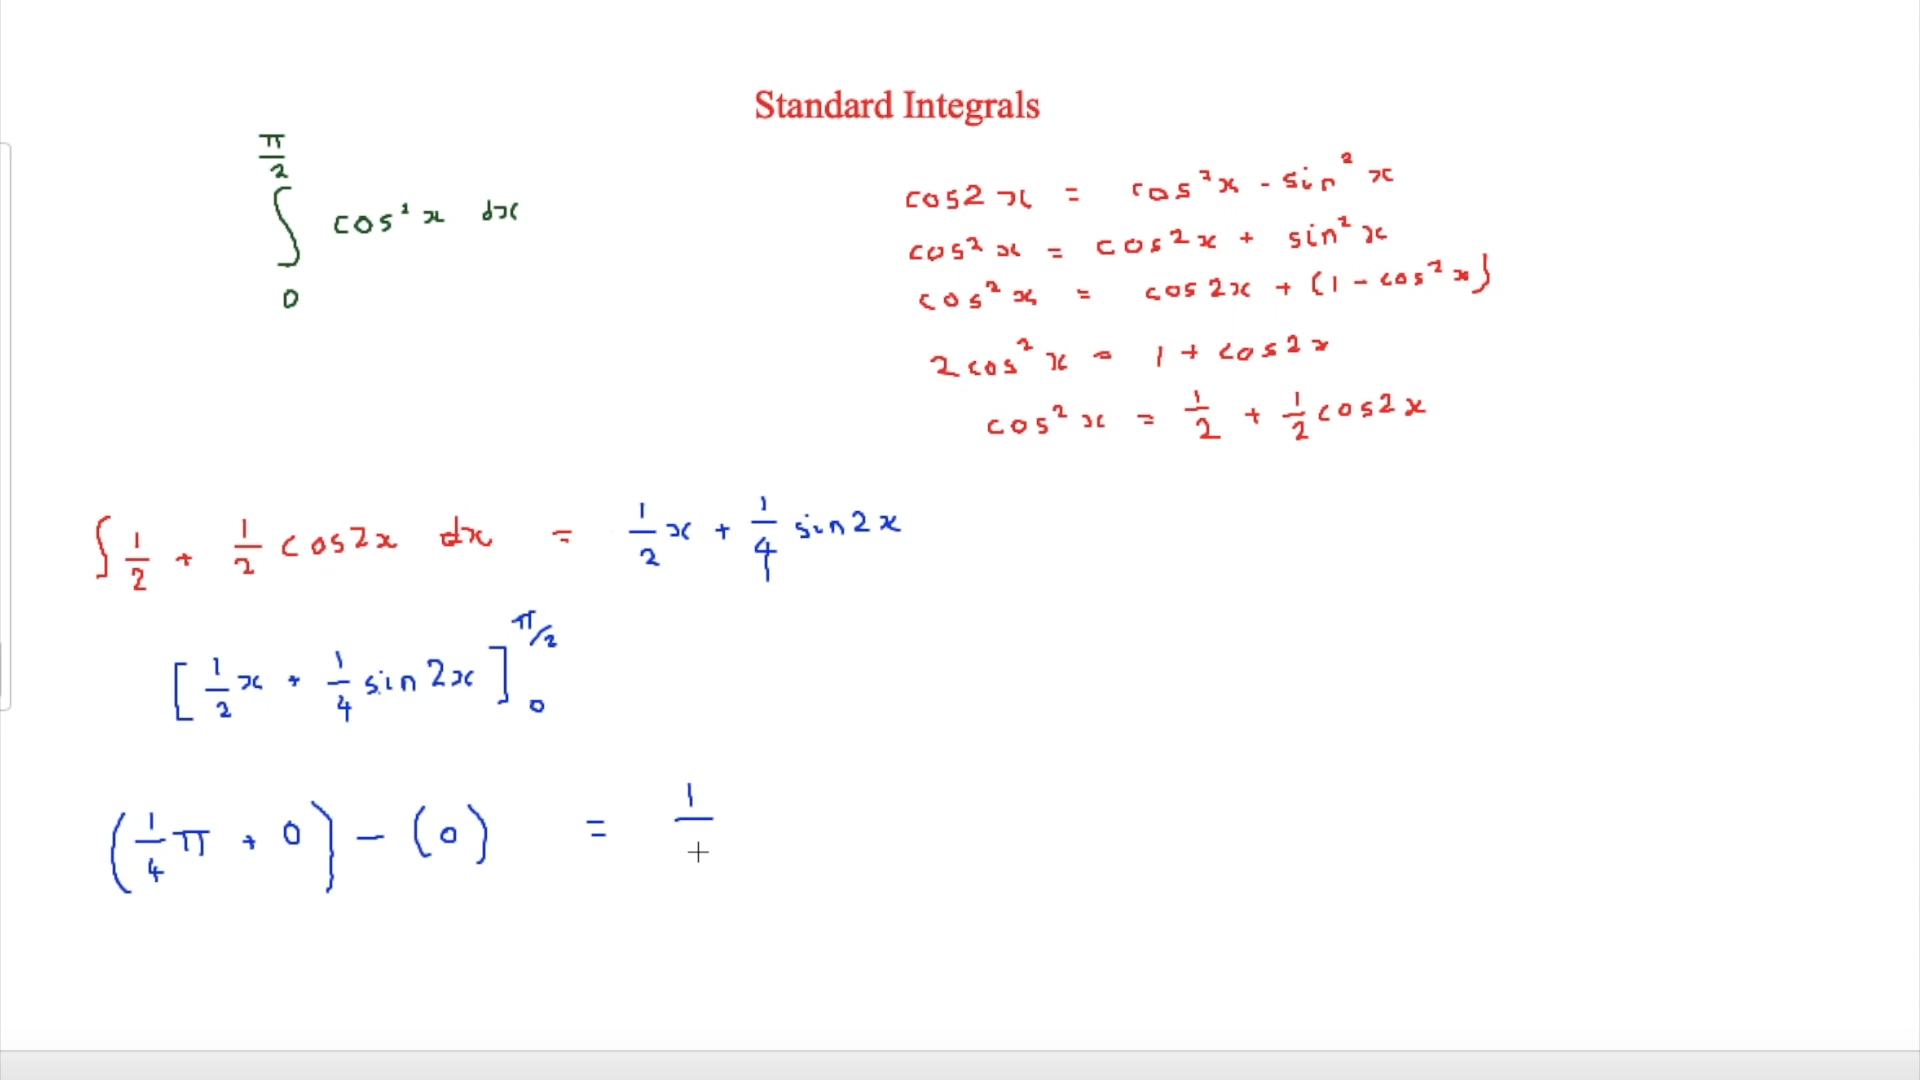 Standard Integrals
∫₀^{π/2} cos²x dx
cos2x = cos²x - sin²x
cos²x = cos2x + sin²x
cos²x = cos2x + (1 - cos²x)
2cos²x = 1 + cos2x
cos²x = 1/2 + 1/2 cos2x
∫ 1/2 + 1/2 cos2x dx = 1/2 x + 1/4 sin2x
[1/2 x + 1/4 sin2x]₀^{π/2}
(1/4 π + 0) - (0) = 1/